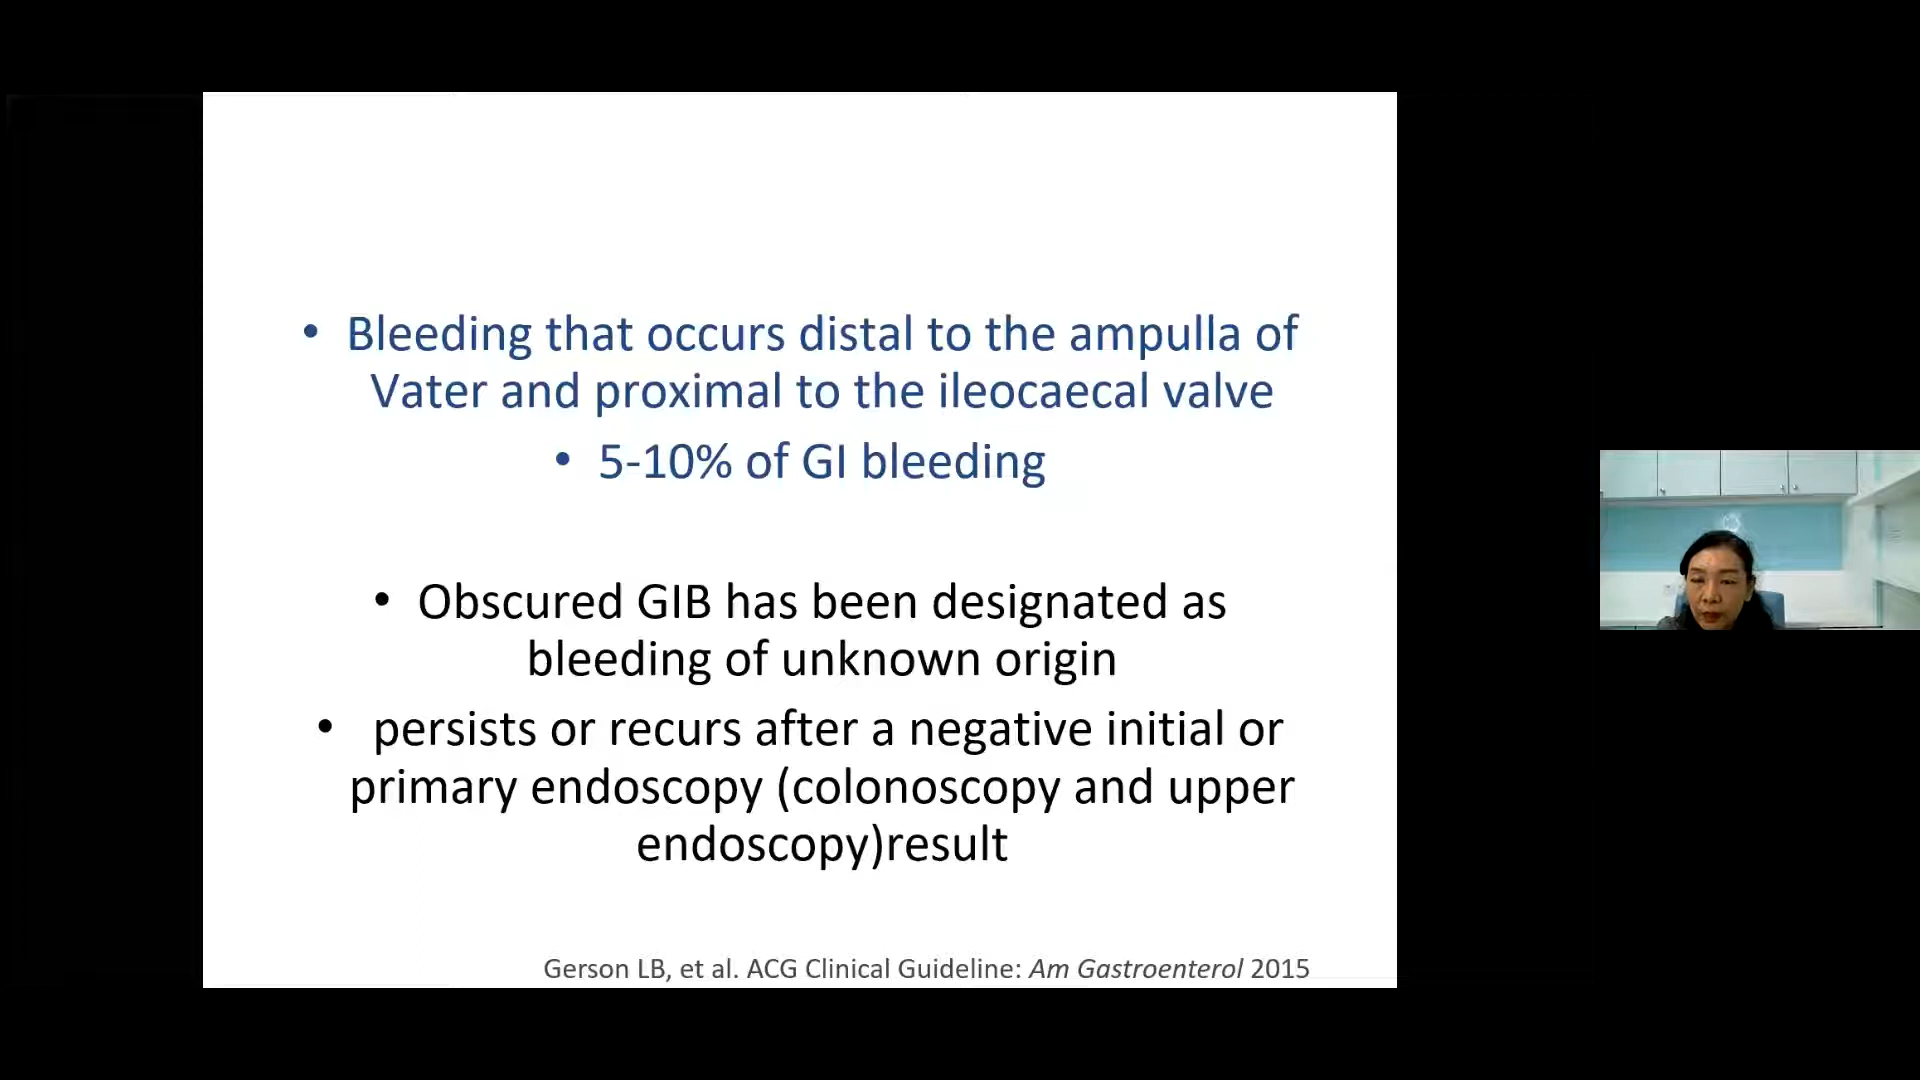 • Bleeding that occurs distal to the ampulla of
Vater and proximal to the ileocaecal valve
• 5-10% of GI bleeding
• Obscured GIB has been designated as
bleeding of unknown origin
• persists or recurs after a negative initial or
primary endoscopy (colonoscopy and upper
endoscopy)result
Gerson LB, et al. ACG Clinical Guideline: Am Gastroenterol 2015